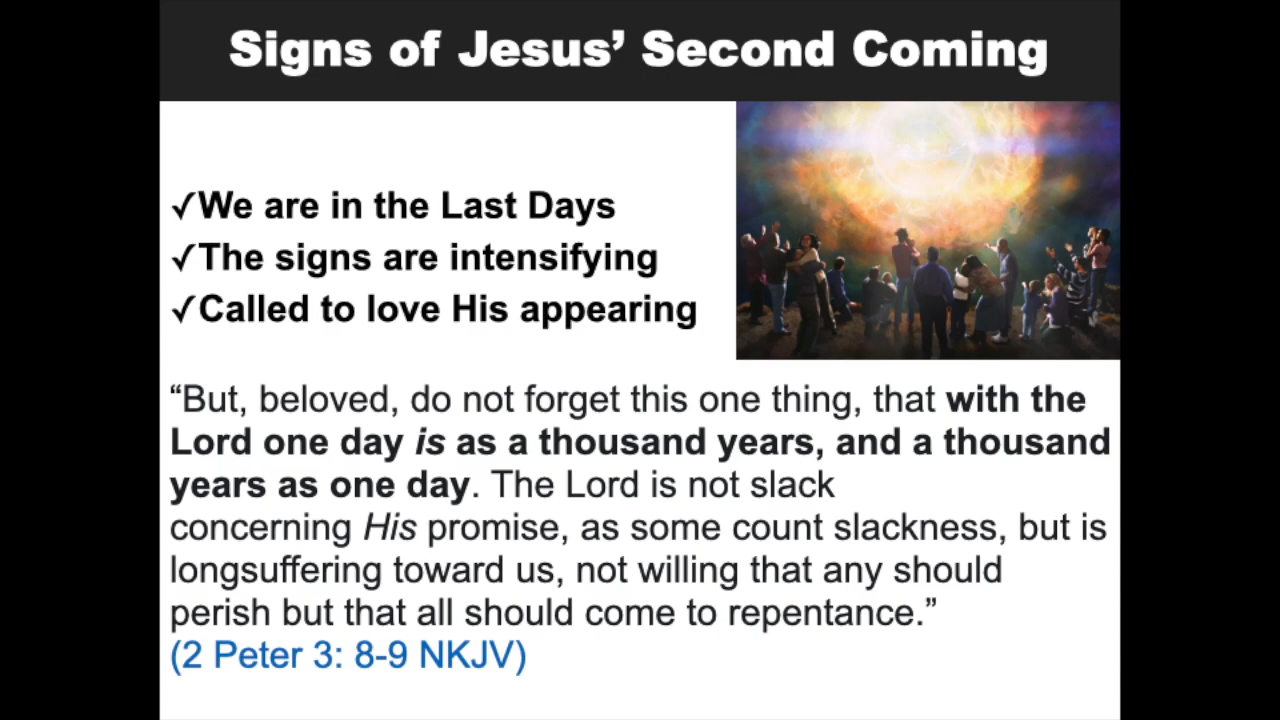 Signs of Jesus’ Second Coming
✓We are in the Last Days
✓The signs are intensifying
✓Called to love His appearing
“But, beloved, do not forget this one thing, that with the
Lord one day is as a thousand years, and a thousand
years as one day. The Lord is not slack
concerning His promise, as some count slackness, but is
longsuffering toward us, not willing that any should
perish but that all should come to repentance.”
(2 Peter 3: 8-9 NKJV)